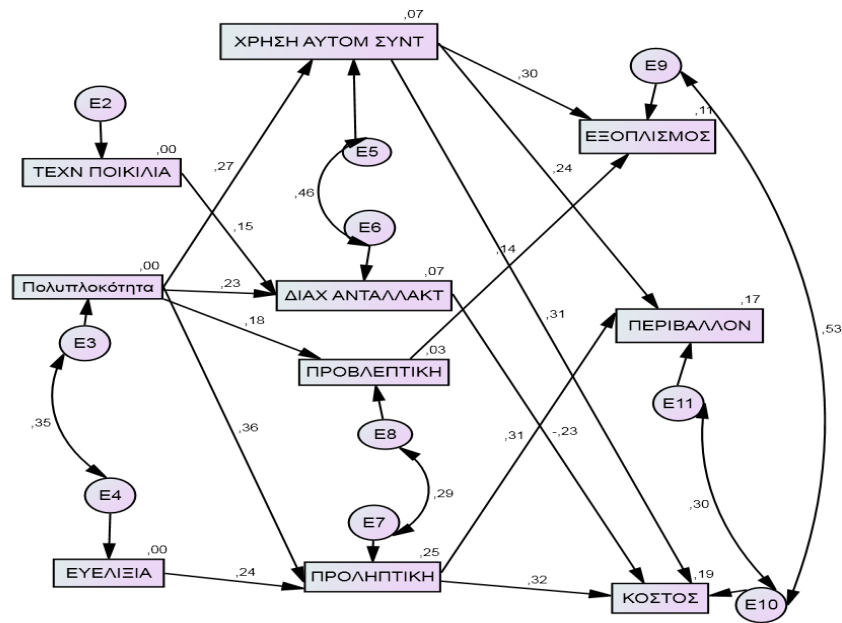 ,07
ΧΡΗΣΗ ΑΥΤΟΜ ΣΥΝΤ
,30
E9
,11
ΕΞΟΠΛΙΣΜΟΣ
E2
,00
ΤΕΧΝ ΠΟΙΚΙΛΙΑ
,27
E5
,24
,46
,15
E6
,14
,00
Πολυπλοκότητα
,23
,07
ΔΙΑΧ ΑΝΤΑΛΛΑΚΤ
,17
ΠΕΡΙΒΑΛΛΟΝ
,18
,31
,53
E3
,03
ΠΡΟΒΛΕΠΤΙΚΗ
E11
,35
,36
E8
,31
-,23
,29
,30
E4
E7
,00
ΕΥΕΛΙΞΙΑ
,24
,25
ΠΡΟΛΗΠΤΙΚΗ
,32
,19
ΚΟΣΤΟΣ
E10